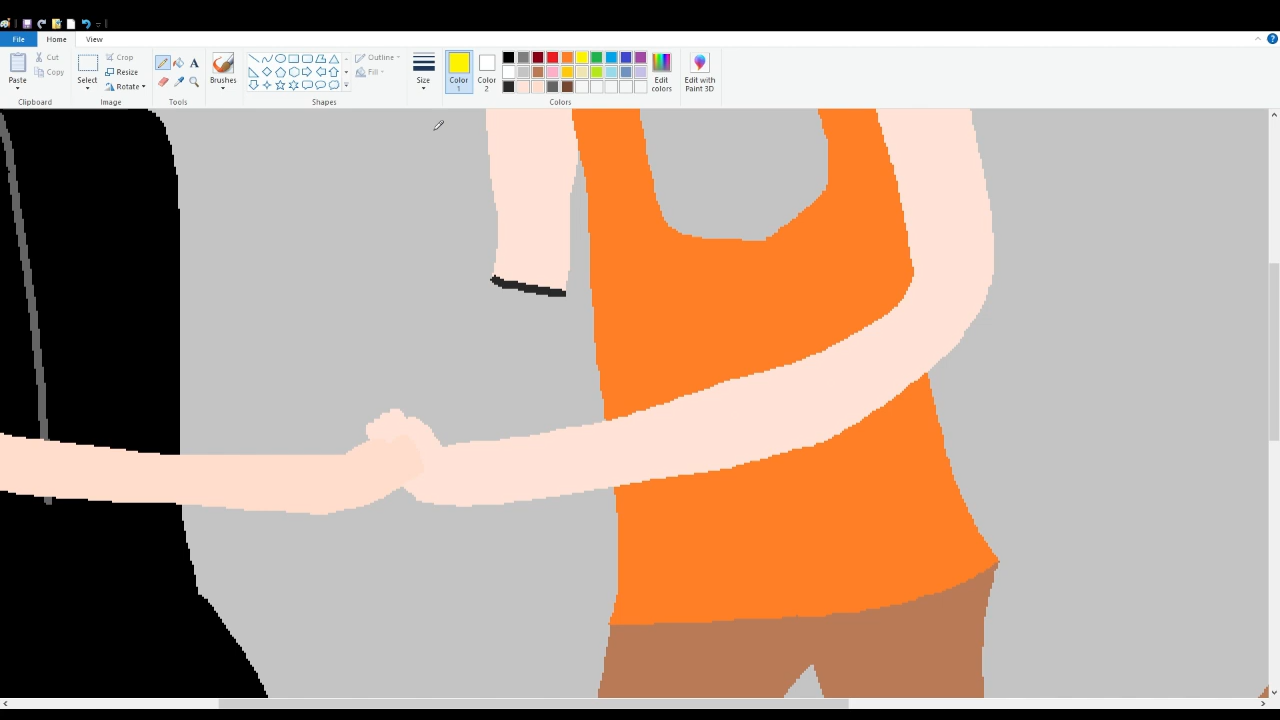 File Home View
Paste
Cut
Copy
Clipboard
Select
Crop
Resize
Rotate
Image
A
Tools
Brushes
Outline
Fill
Shapes
Size
Color
1
Color
2
Edit
colors
Colors
Edit with
Paint 3D